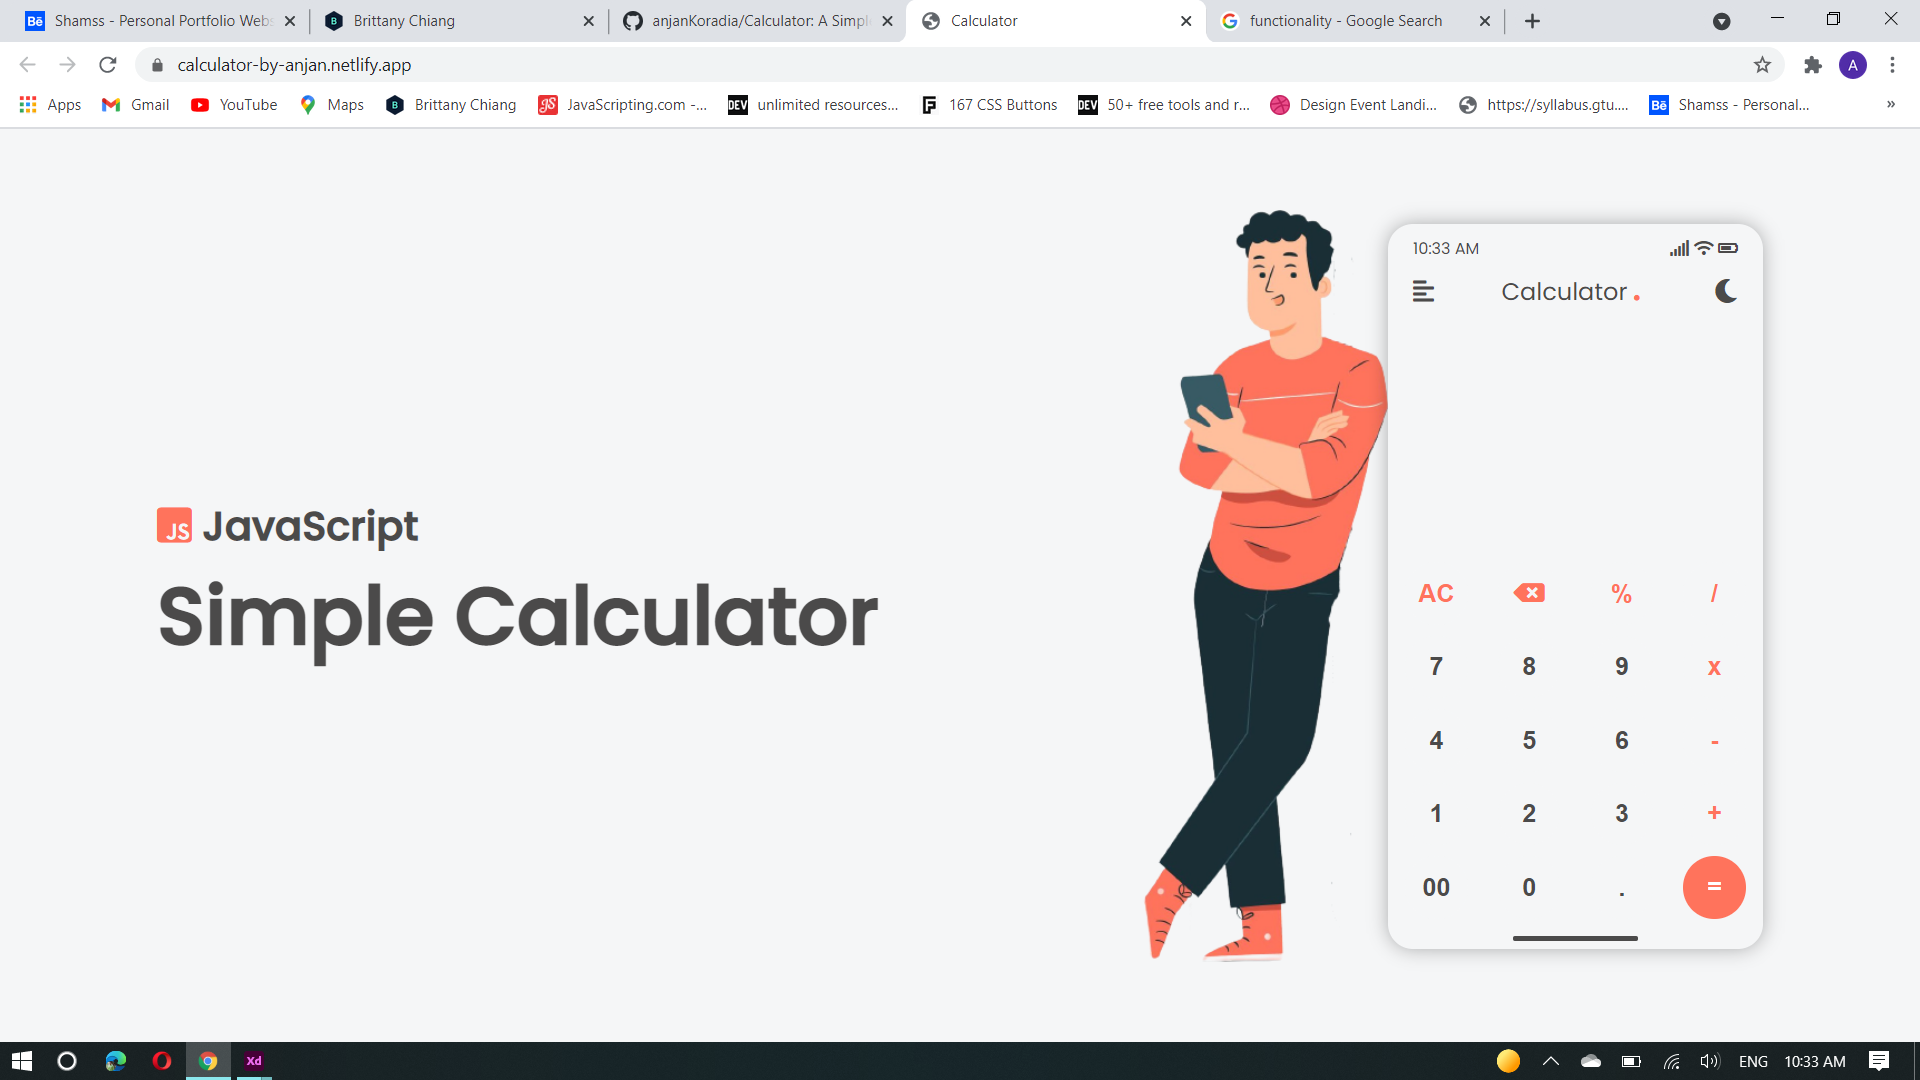 Bē Shamss - Personal Portfolio Webs
B Brittany Chiang
anjanKoradia/Calculator: A Simple
Calculator
functionality - Google Search
calculator-by-anjan.netlify.app
A
Apps
Gmail
YouTube
Maps
B Brittany Chiang
JS JavaScripting.com -...
DEV unlimited resources...
F 167 CSS Buttons
DEV 50+ free tools and r...
Design Event Landi...
https://syllabus.gtu....
Bē Shamss - Personal...
»
10:33 AM
Calculator .
JS JavaScript
Simple Calculator
AC % /
7 8 9 x
4 5 6 -
1 2 3 +
00 0 . =
Xd
ENG
10:33 AM